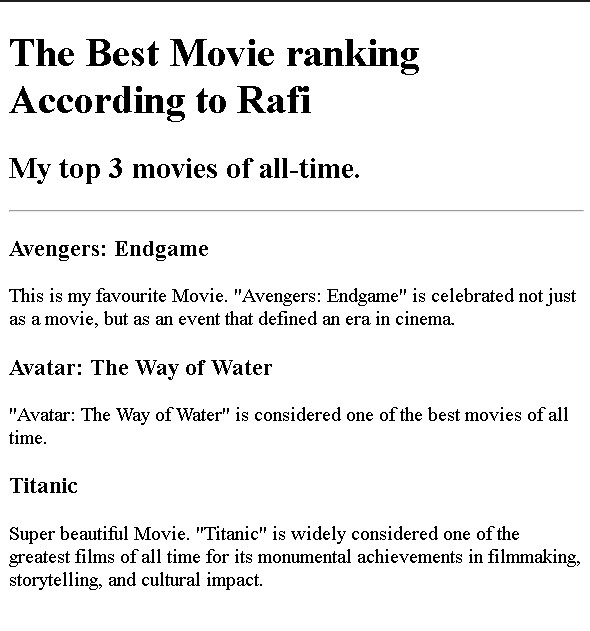 The Best Movie ranking
According to Rafi
My top 3 movies of all-time.
Avengers: Endgame
This is my favourite Movie. "Avengers: Endgame" is celebrated not just
as a movie, but as an event that defined an era in cinema.
Avatar: The Way of Water
"Avatar: The Way of Water" is considered one of the best movies of all
time.
Titanic
Super beautiful Movie. "Titanic" is widely considered one of the
greatest films of all time for its monumental achievements in filmmaking,
storytelling, and cultural impact.